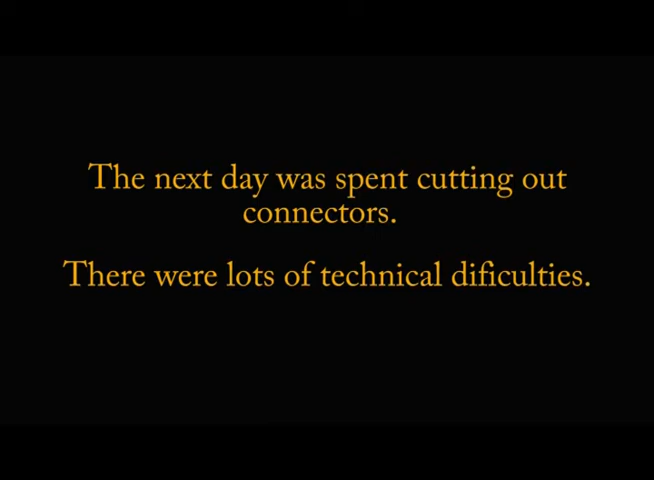 The next day was spent cutting out
connectors.
There were lots of technical dificulties.